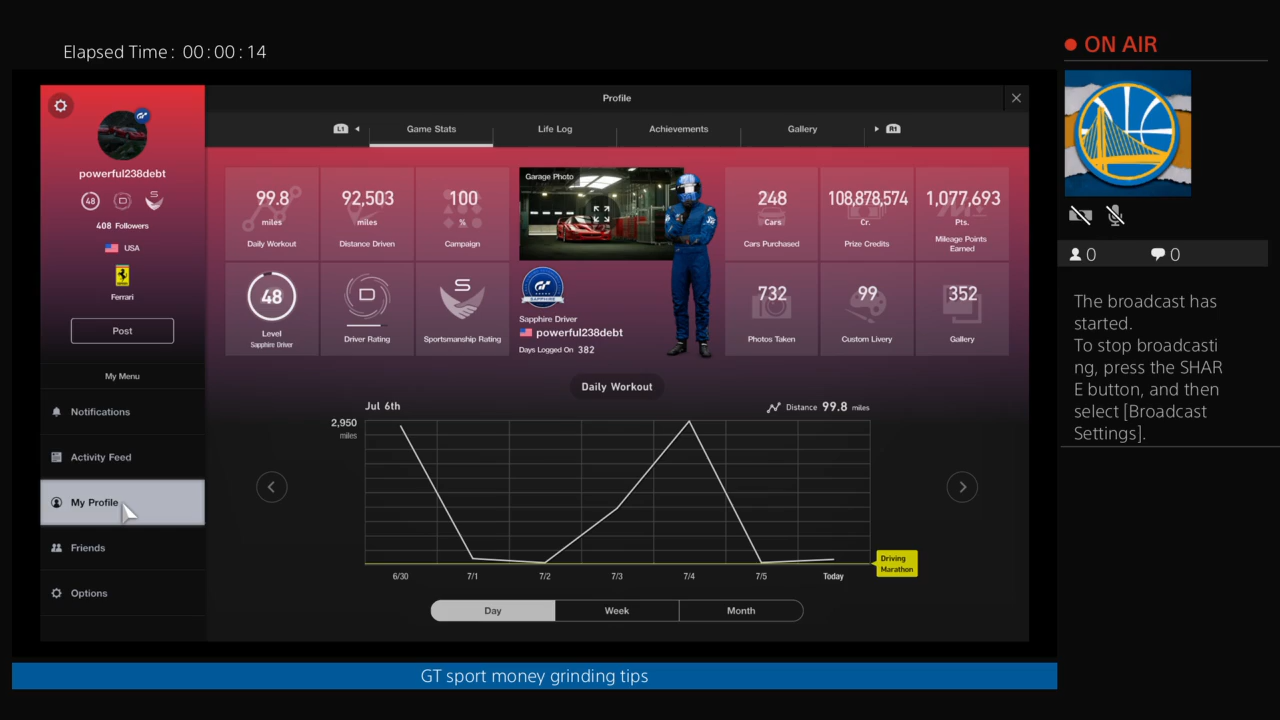 Elapsed Time: 00:00:14
ON AIR
powerful238debt
48
D
S
408 Followers
USA
Ferrari
Post
My Menu
Notifications
Activity Feed
My Profile
Friends
Options
Profile
L1
Game Stats
Life Log
Achievements
Gallery
R1
99.8
miles
Daily Workout
92,503
miles
Distance Driven
100
%
Campaign
Garage Photo
248
Cars
Cars Purchased
108,878,574
Cr.
Prize Credits
1,077,693
Pts.
Mileage Points
Earned
48
Level
Sapphire Driver
D
Driver Rating
S
Sportsmanship Rating
SAPPHIRE
Sapphire Driver
powerful238debt
Days Logged On 382
732
Photos Taken
99
Custom Livery
352
Gallery
Daily Workout
Jul 6th
Distance 99.8 miles
2,950
miles
6/30
7/1
7/2
7/3
7/4
7/5
Today
Driving
Marathon
Day
Week
Month
0
0
The broadcast has
started.
To stop broadcasti
ng, press the SHAR
E button, and then
select [Broadcast
Settings].
GT sport money grinding tips